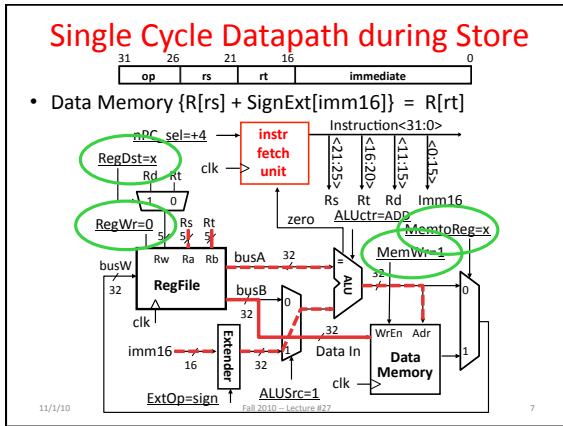 Single Cycle Datapath during Store
31 26 21 16 0
op rs rt immediate
• Data Memory {R[rs] + SignExt[imm16]} = R[rt]
nPC_sel=+4
instr fetch unit
clk
Instruction<31:0>
<21:25> <16:20> <11:15> <0:15>
Rs Rt Rd Imm16
RegDst=x
Rd Rt
1 0
zero
ALUctr=ADD
MemtoReg=x
RegWr=0
Rs Rt
5 5 5
MemWr=1
busW
32
Rw Ra Rb
RegFile
clk
busA
32
busB
32
=
ALU
32
0
1
0
1
imm16
16
Extender
32
32
Data In
WrEn Adr
Data Memory
clk
ExtOp=sign
ALUSrc=1
11/1/10
Fall 2010 -- Lecture #27
7